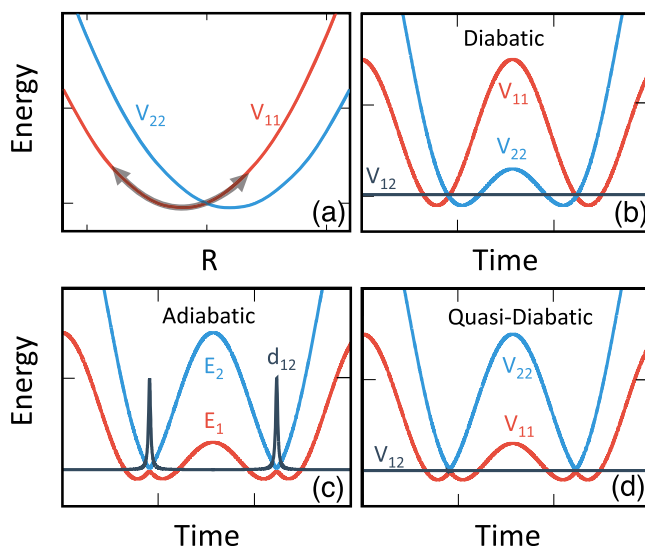 Energy
V22
V11
(a)
R
Diabatic
V11
V22
V12
(b)
Time
Energy
Adiabatic
E2
d12
E1
(c)
Time
Quasi-Diabatic
V22
V11
V12
(d)
Time